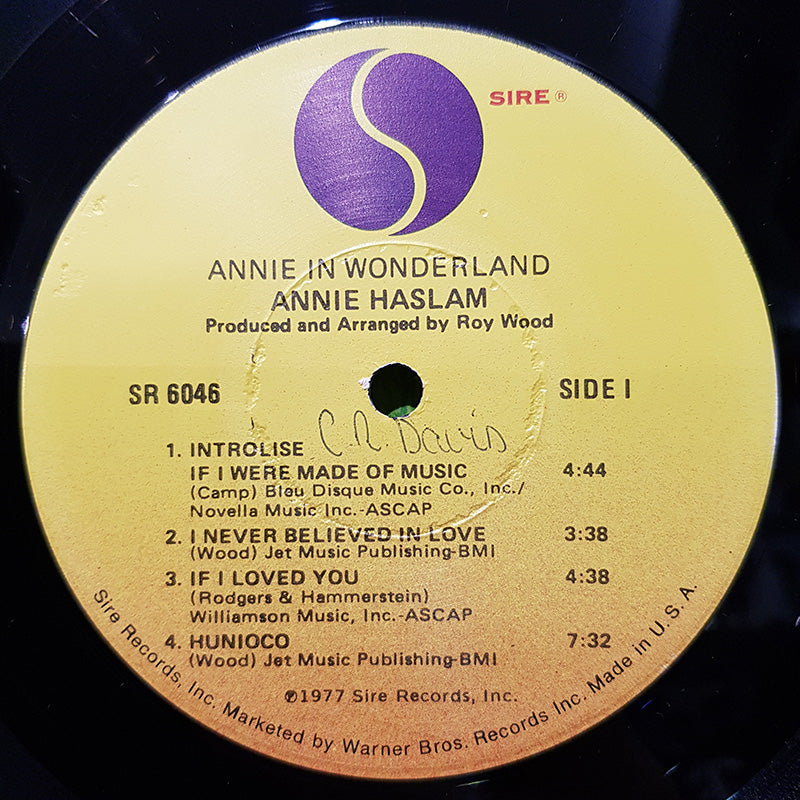 SIRE ®
ANNIE IN WONDERLAND
ANNIE HASLAM
Produced and Arranged by Roy Wood
SR 6046
SIDE I
C.R. Davis
1. INTROLISE
IF I WERE MADE OF MUSIC 4:44
(Camp) Bleu Disque Music Co., Inc./
Novella Music Inc.-ASCAP
2. I NEVER BELIEVED IN LOVE 3:38
(Wood) Jet Music Publishing-BMI
3. IF I LOVED YOU 4:38
(Rodgers & Hammerstein)
Williamson Music, Inc.-ASCAP
4. HUNIOCO 7:32
(Wood) Jet Music Publishing-BMI
℗1977 Sire Records, Inc.
Sire Records, Inc. Marketed by Warner Bros. Records Inc. Made in U.S.A.